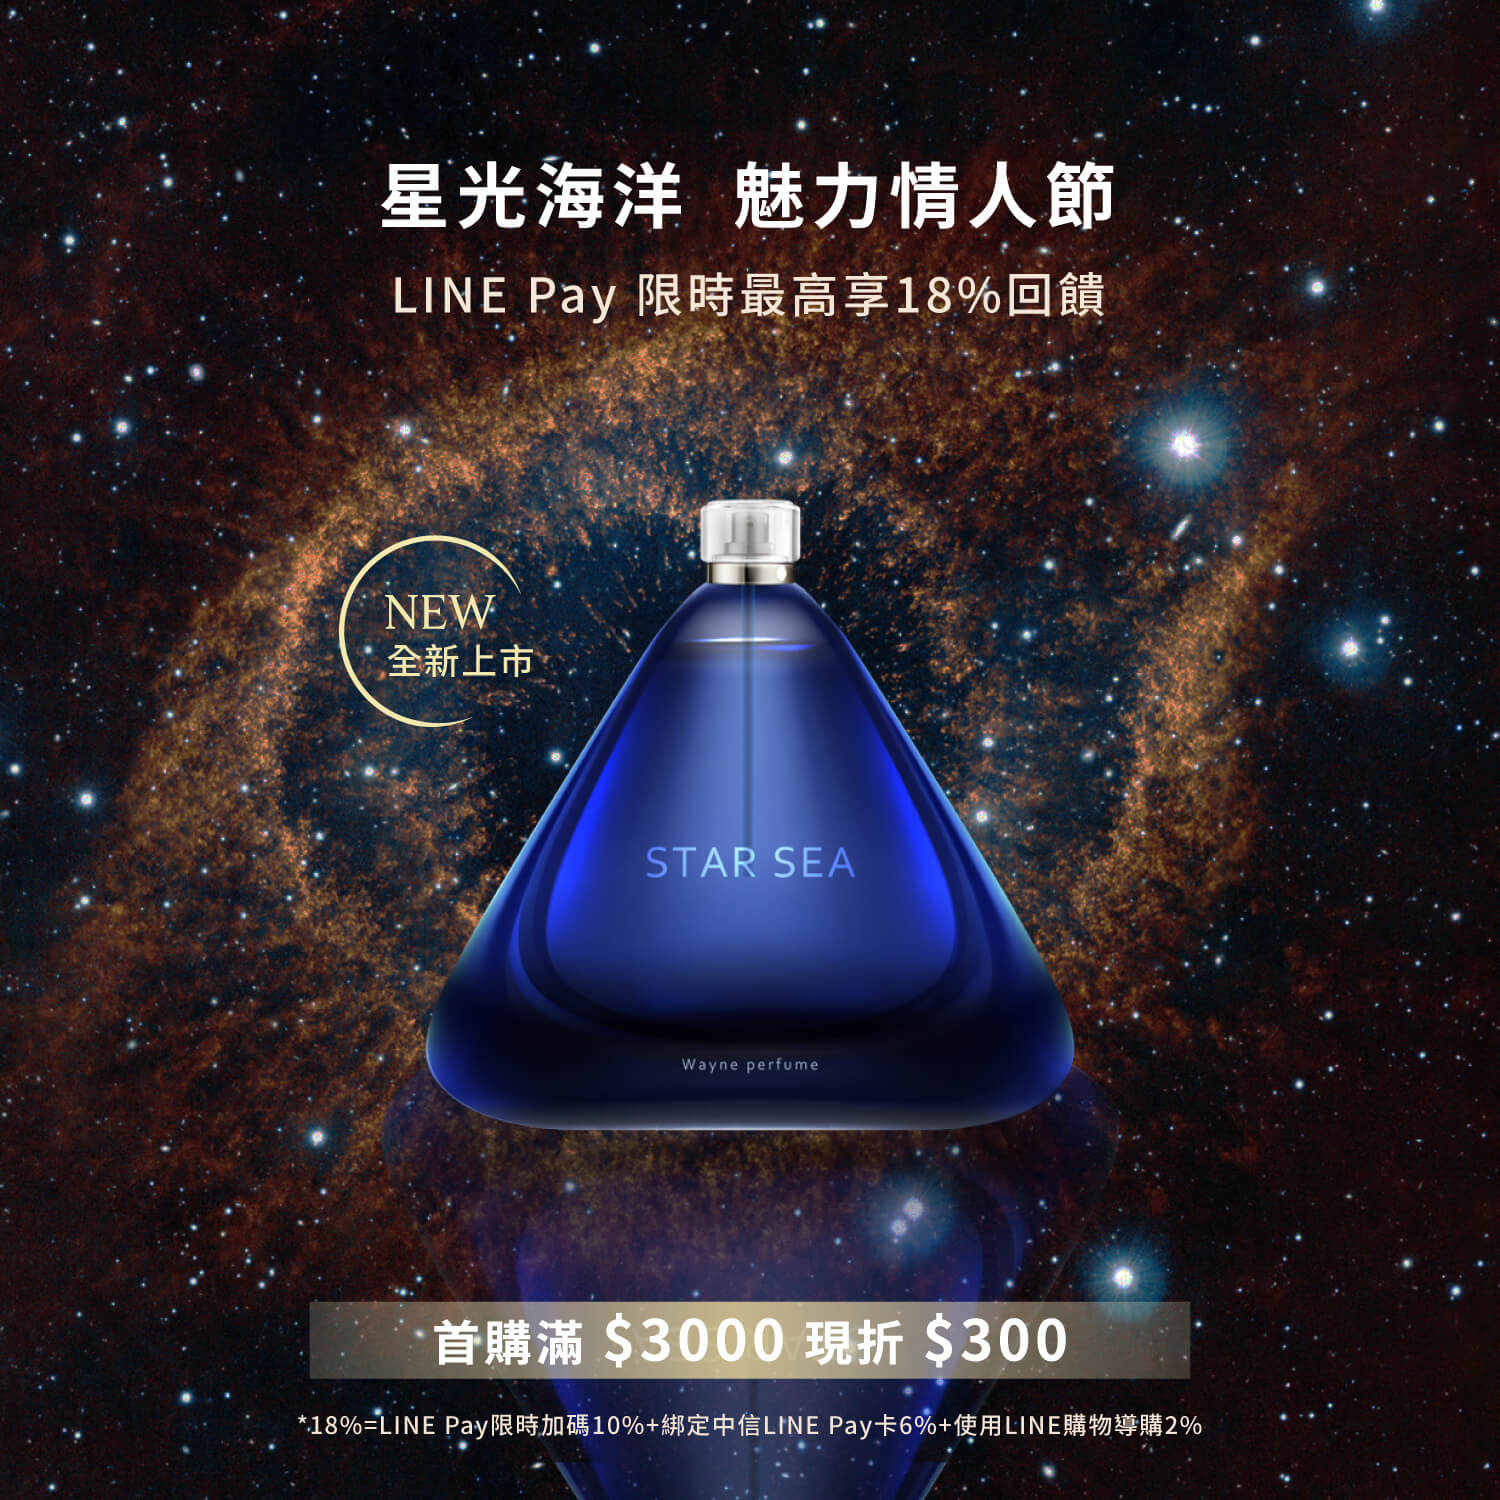 星光海洋 魅力情人節
LINE Pay 限時最高享18%回饋
NEW
全新上市
STAR SEA
Wayne perfume
首購滿 $3000 現折 $300
*18%=LINE Pay限時加碼10%+綁定中信LINE Pay卡6%+使用LINE購物導購2%